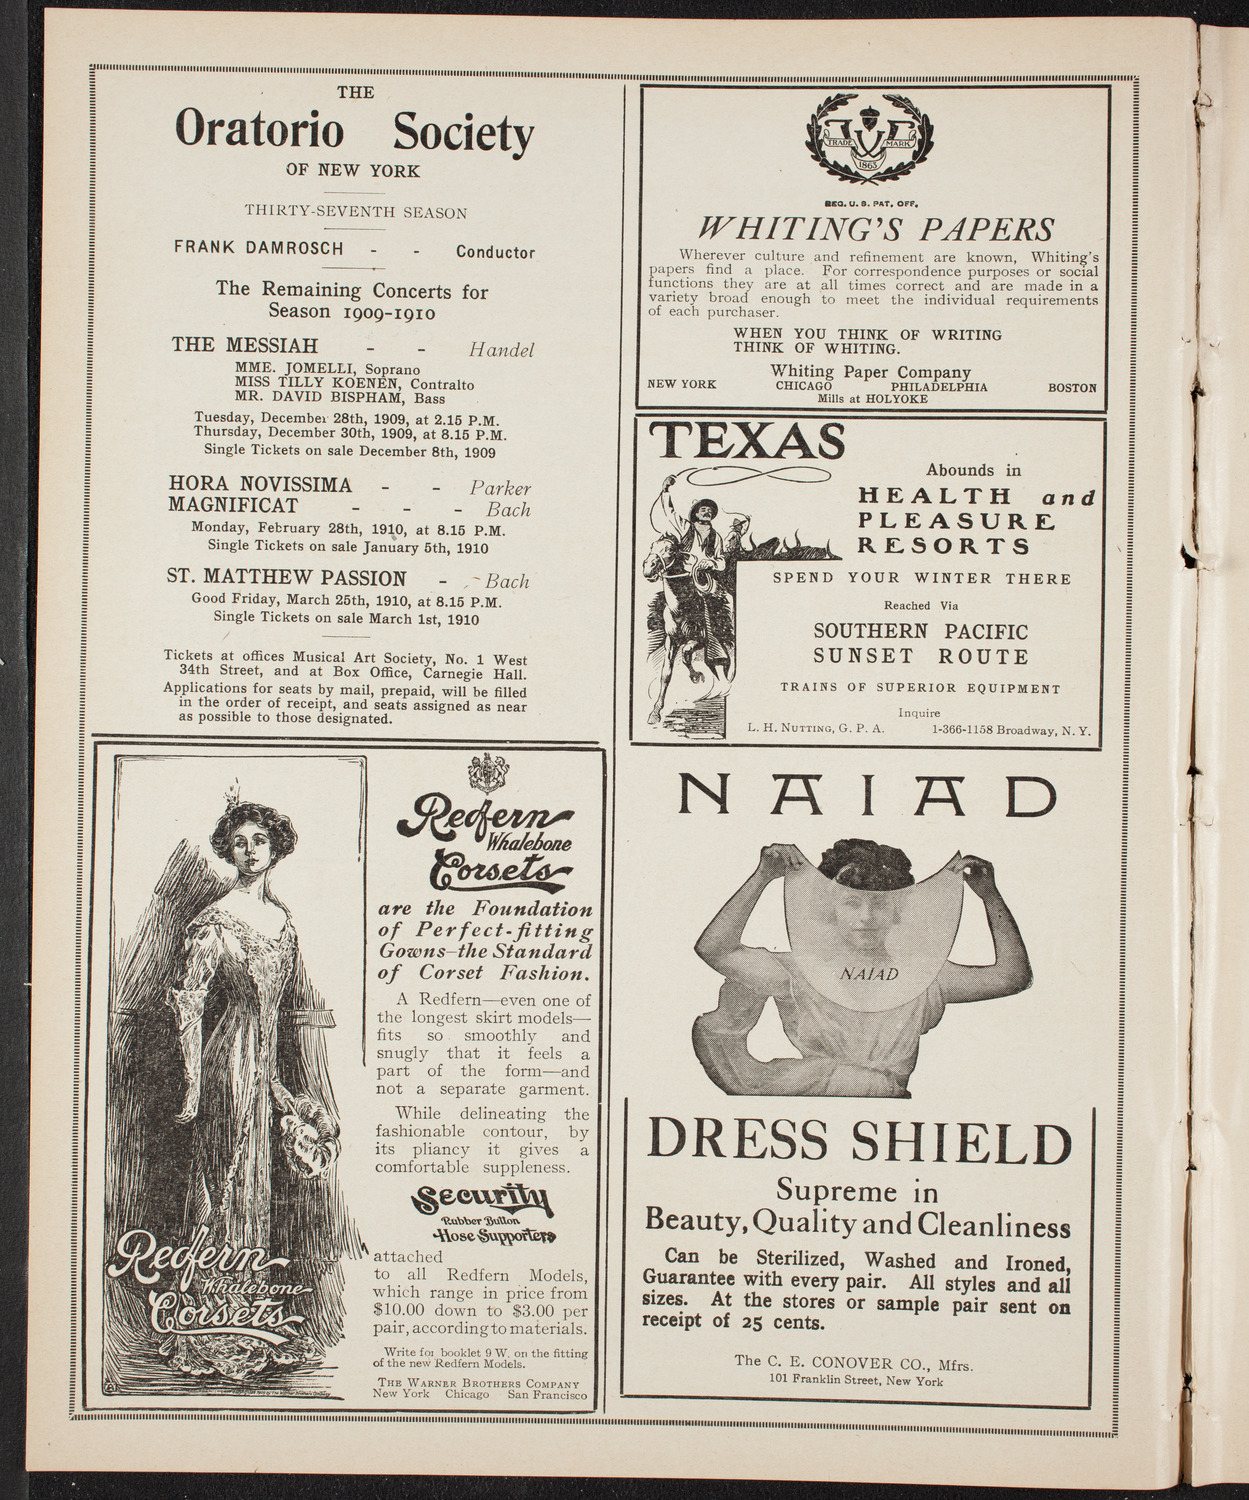 THE
Oratorio Society
OF NEW YORK
THIRTY-SEVENTH SEASON
FRANK DAMROSCH - - Conductor
The Remaining Concerts for
Season 1909-1910
THE MESSIAH - - Handel
MME. JOMELLI, Soprano
MISS TILLY KOENEN, Contralto
MR. DAVID BISPHAM, Bass
Tuesday, December 28th, 1909, at 2.15 P.M.
Thursday, December 30th, 1909, at 8.15 P.M.
Single Tickets on sale December 8th, 1909
HORA NOVISSIMA - - Parker
MAGNIFICAT - - - Bach
Monday, February 28th, 1910, at 8.15 P.M.
Single Tickets on sale January 5th, 1910
ST. MATTHEW PASSION - - Bach
Good Friday, March 25th, 1910, at 8.15 P.M.
Single Tickets on sale March 1st, 1910
Tickets at offices Musical Art Society, No. 1 West
34th Street, and at Box Office, Carnegie Hall.
Applications for seats by mail, prepaid, will be filled
in the order of receipt, and seats assigned as near
as possible to those designated.
Redfern
Whalebone
Corsets
are the Foundation
of Perfect-fitting
Gowns—the Standard
of Corset Fashion.
A Redfern—even one of
the longest skirt models—
fits so smoothly and
snugly that it feels a
part of the form—and
not a separate garment.
While delineating the
fashionable contour, by
its pliancy it gives a
comfortable suppleness.
Security
Rubber Button
Hose Supporters
attached
to all Redfern Models,
which range in price from
$10.00 down to $3.00 per
pair, according to materials.
Write for booklet 9 W. on the fitting
of the new Redfern Models.
THE WARNER BROTHERS COMPANY
New York Chicago San Francisco
Redfern
Whalebone
Corsets
TRADE MARK
1865
REG. U. S. PAT. OFF.
WHITING'S PAPERS
Wherever culture and refinement are known, Whiting's
papers find a place. For correspondence purposes or social
functions they are at all times correct and are made in a
variety broad enough to meet the individual requirements
of each purchaser.
WHEN YOU THINK OF WRITING
THINK OF WHITING.
Whiting Paper Company
NEW YORK CHICAGO PHILADELPHIA BOSTON
Mills at HOLYOKE
TEXAS
Abounds in
HEALTH and
PLEASURE
RESORTS
SPEND YOUR WINTER THERE
Reached Via
SOUTHERN PACIFIC
SUNSET ROUTE
TRAINS OF SUPERIOR EQUIPMENT
Inquire
L. H. NUTTING, G. P. A. 1-366-1158 Broadway, N. Y.
NAIAD
NAIAD
DRESS SHIELD
Supreme in
Beauty, Quality and Cleanliness
Can be Sterilized, Washed and Ironed,
Guarantee with every pair. All styles and all
sizes. At the stores or sample pair sent on
receipt of 25 cents.
The C. E. CONOVER CO., Mfrs.
101 Franklin Street, New York